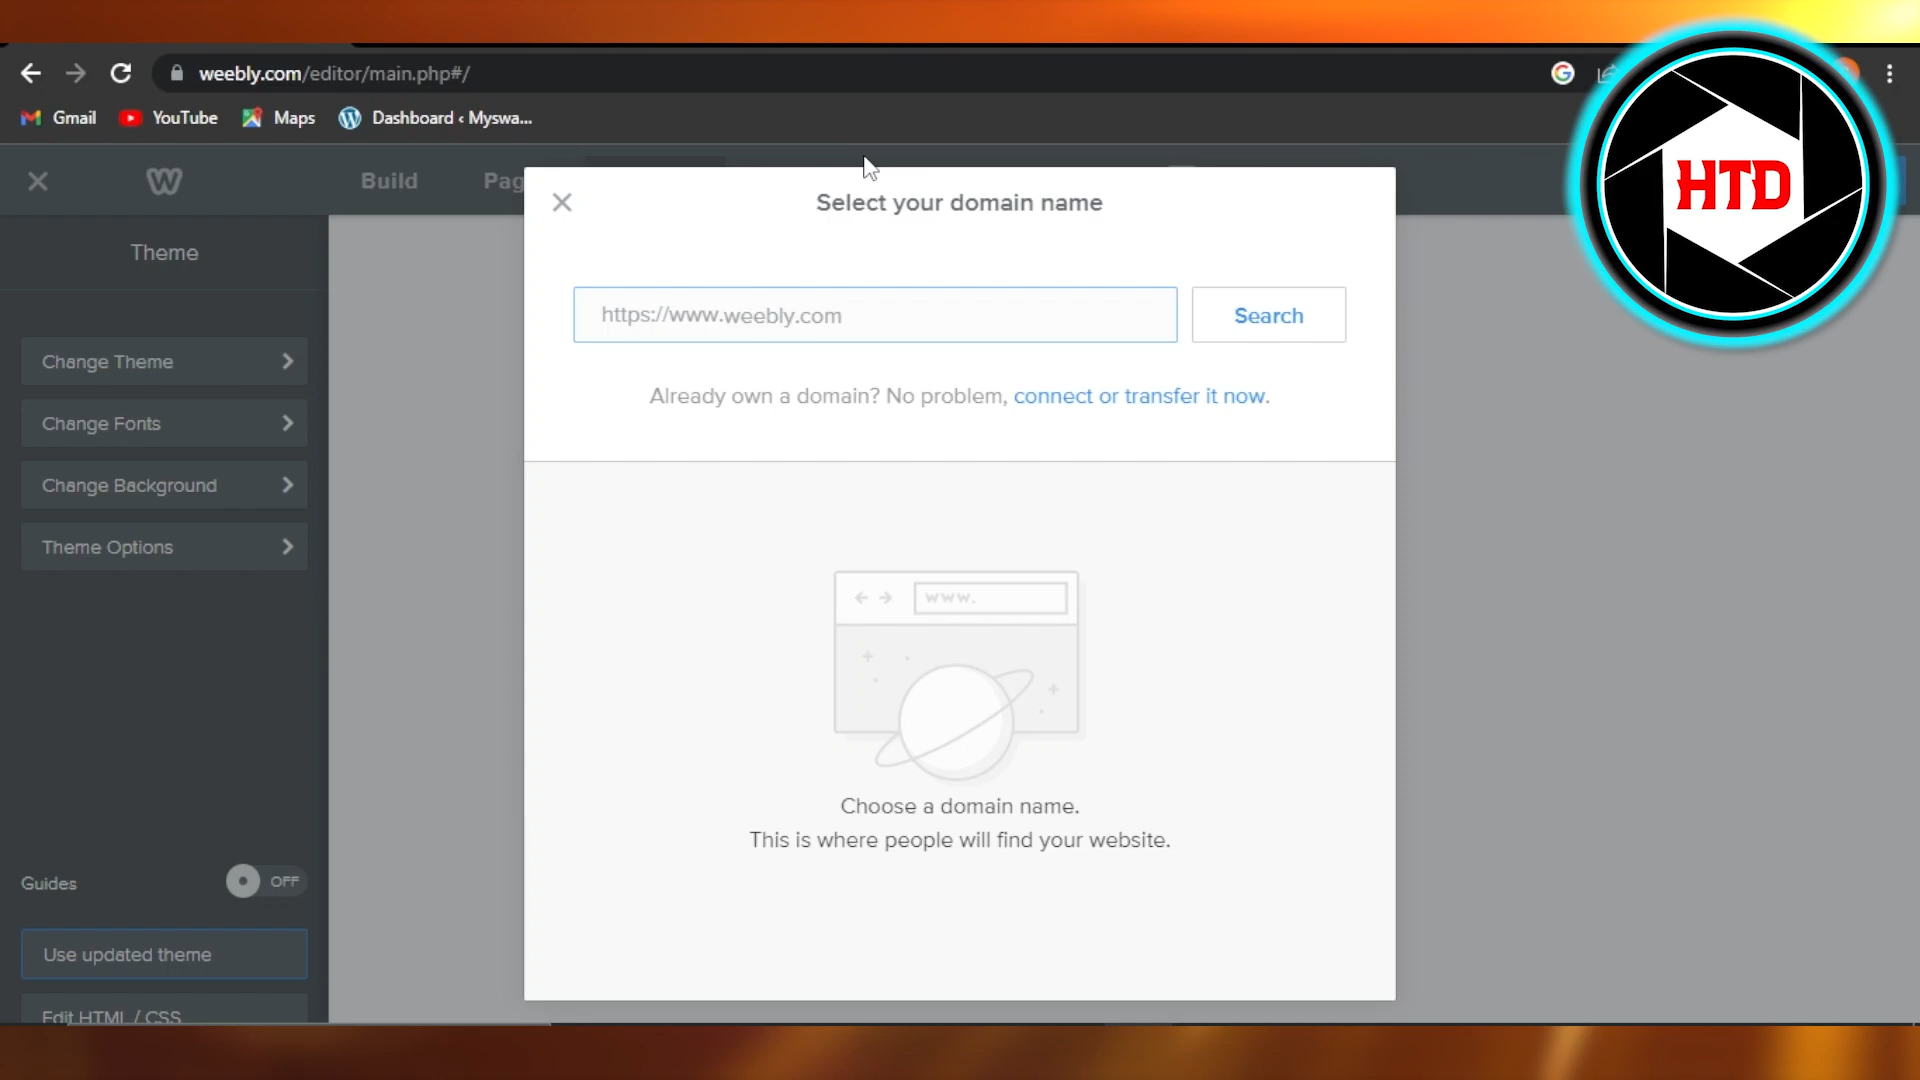 weebly.com/editor/main.php#/
Gmail YouTube Maps Dashboard ‹ Myswa...
Build Pag
Select your domain name
HTD
Theme
https://www.weebly.com Search
Already own a domain? No problem, connect or transfer it now.
Change Theme
Change Fonts
Change Background
Theme Options
www.
Choose a domain name.
This is where people will find your website.
Guides OFF
Use updated theme
Edit HTML / CSS